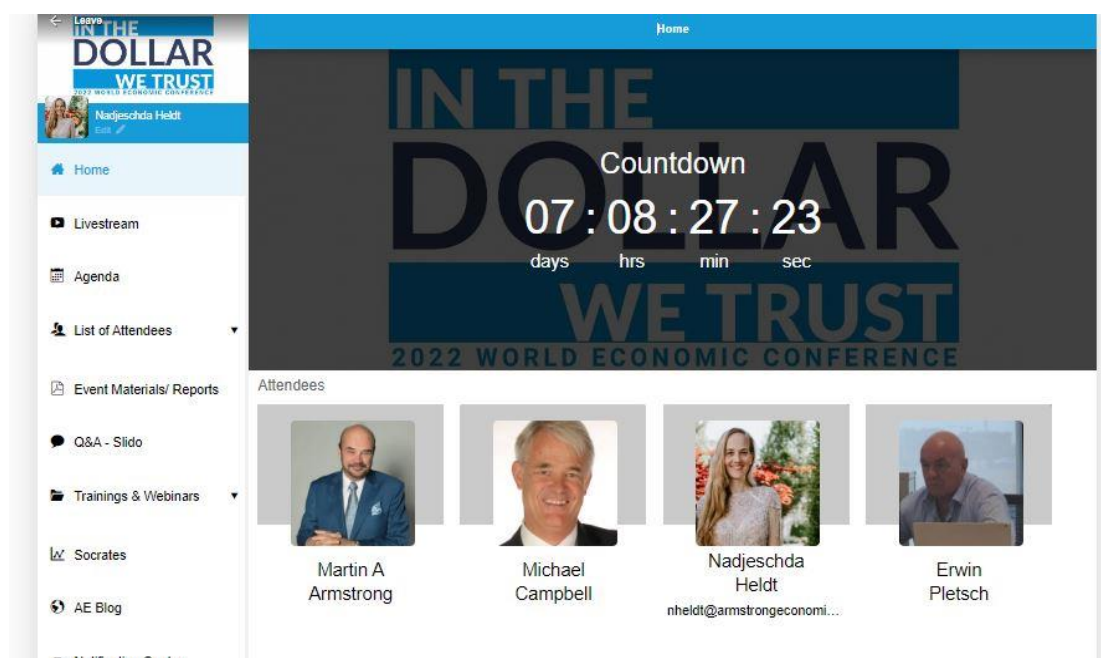 Leave
IN THE
DOLLAR
WE TRUST
2022 WORLD ECONOMIC CONFERENCE
Nadjeschda Heldt
Edit
Home
Livestream
Agenda
List of Attendees
Event Materials/ Reports
Q&A - Slido
Trainings & Webinars
Socrates
AE Blog
Home
IN THE
DOLLAR
WE TRUST
2022 WORLD ECONOMIC CONFERENCE
Countdown
07 : 08 : 27 : 23
days hrs min sec
Attendees
Martin A
Armstrong
Michael
Campbell
Nadjeschda
Heldt
nheldt@armstrongeconomi...
Erwin
Pletsch